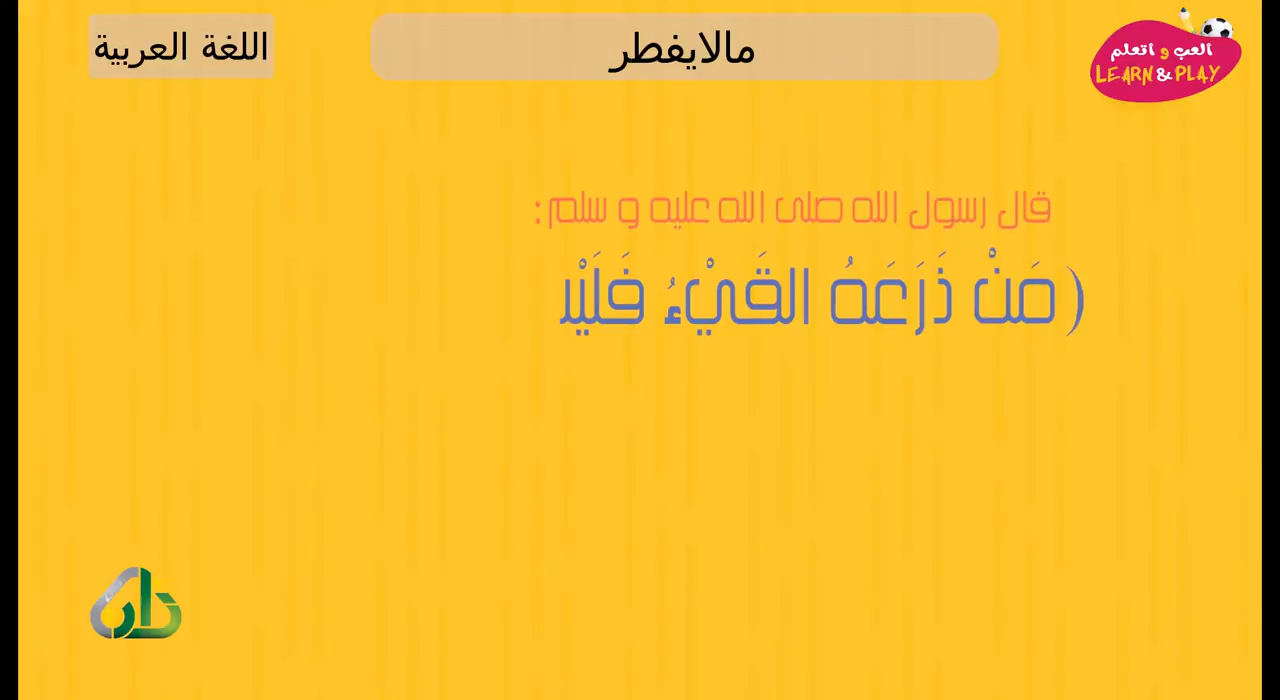 اللغة العربية
مالايفطر
العب و اتعلم
LEARN & PLAY
قال رسول الله صلى الله عليه و سلم:
(مَنْ ذَرَعَهُ القَيْءُ فَلَيْ